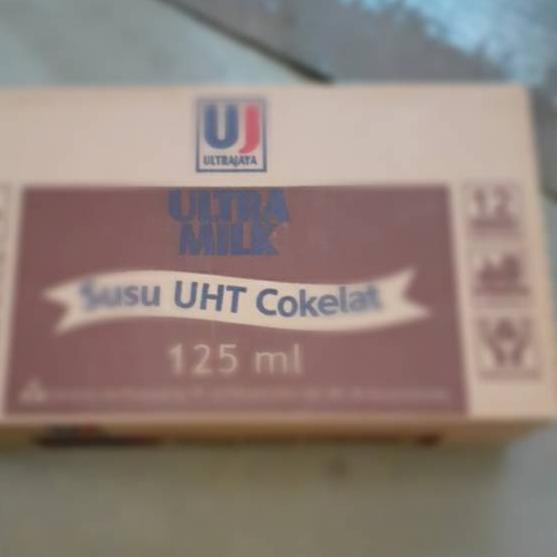 UJ
ULTRAJAYA
ULTRA
MILK
Susu UHT Cokelat
125 ml
12